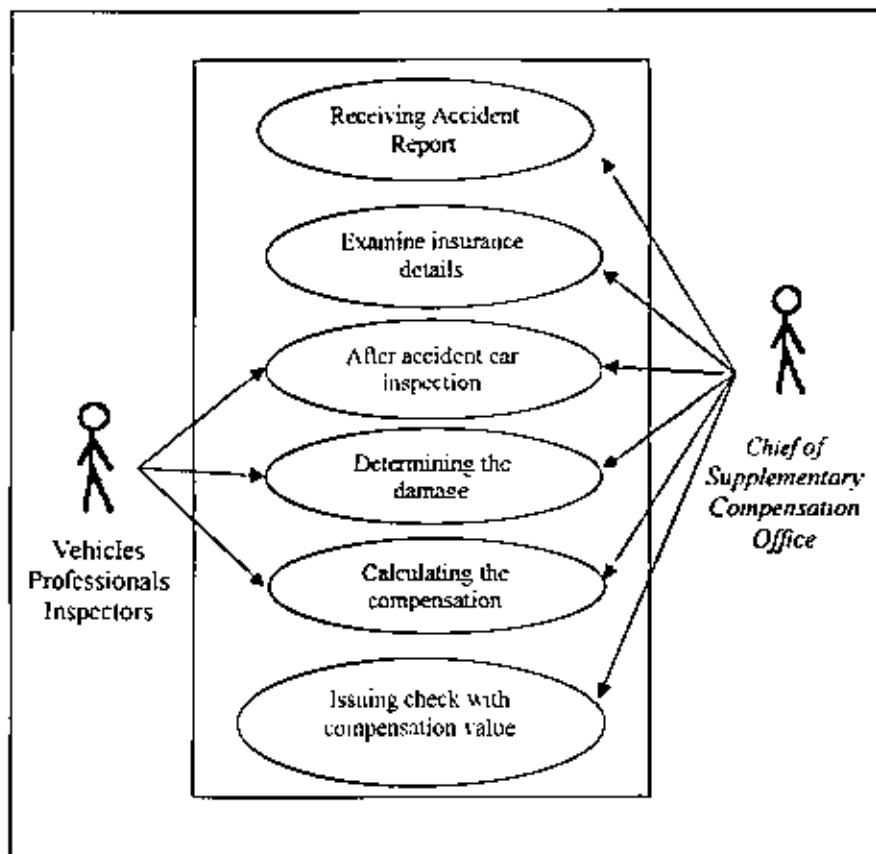 Receiving Accident
Report
Examine insurance
details
After accident car
inspection
Determining the
damage
Calculating the
compensation
Issuing check with
compensation value
Vehicles
Professionals
Inspectors
Chief of
Supplementary
Compensation
Office